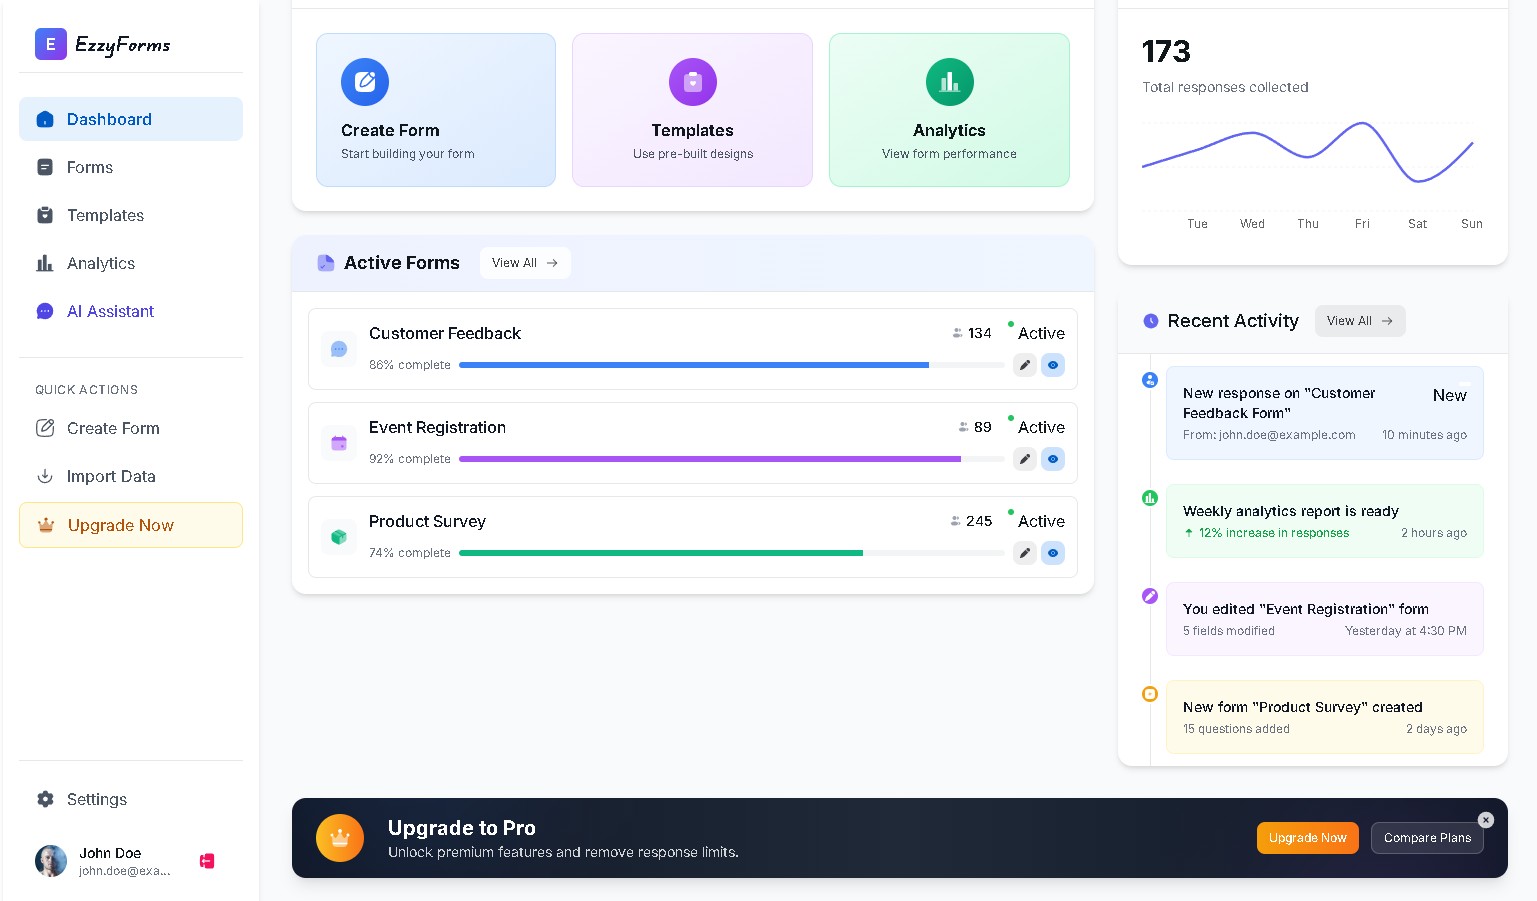 E EzzyForms
Dashboard
Forms
Templates
Analytics
AI Assistant
QUICK ACTIONS
Create Form
Import Data
Upgrade Now
Settings
John Doe
john.doe@exa...
Create Form
Start building your form
Templates
Use pre-built designs
Analytics
View form performance
Active Forms View All
Customer Feedback 134 Active
86% complete
Event Registration 89 Active
92% complete
Product Survey 245 Active
74% complete
173
Total responses collected
Tue Wed Thu Fri Sat Sun
Recent Activity View All
New response on "Customer
Feedback Form"
New
From: john.doe@example.com 10 minutes ago
Weekly analytics report is ready
12% increase in responses 2 hours ago
You edited "Event Registration" form
5 fields modified Yesterday at 4:30 PM
New form "Product Survey" created
15 questions added 2 days ago
Upgrade to Pro
Unlock premium features and remove response limits.
Upgrade Now Compare Plans